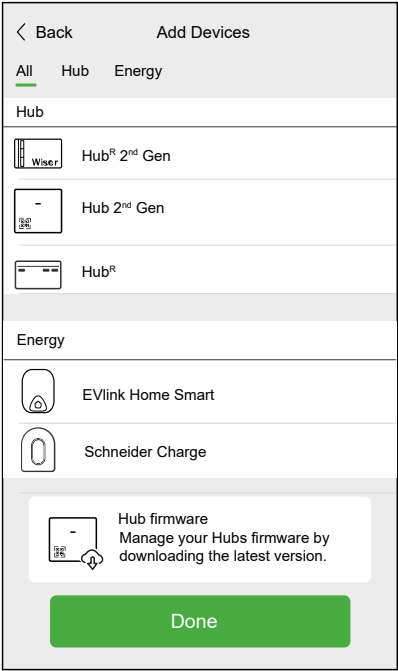 Back
Add Devices
All
Hub
Energy
Hub
Wiser
Hubᴿ 2ⁿᵈ Gen
Hub 2ⁿᵈ Gen
Hubᴿ
Energy
EVlink Home Smart
Schneider Charge
Hub firmware
Manage your Hubs firmware by
downloading the latest version.
Done